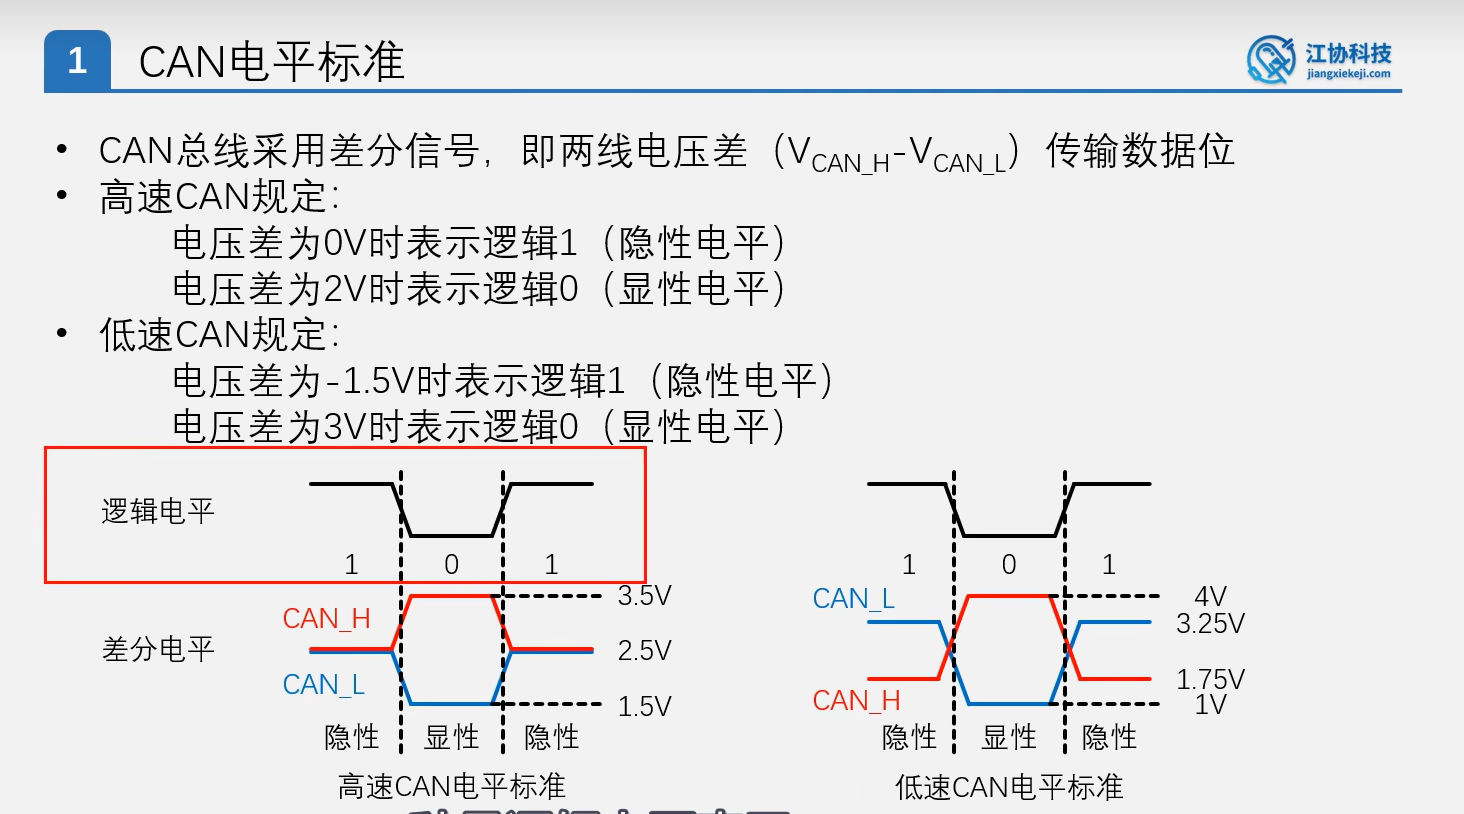 1 CAN电平标准
江协科技
jiangxiekeji.com
• CAN总线采用差分信号，即两线电压差（VCAN_H-VCAN_L）传输数据位
• 高速CAN规定：
电压差为0V时表示逻辑1（隐性电平）
电压差为2V时表示逻辑0（显性电平）
• 低速CAN规定：
电压差为-1.5V时表示逻辑1（隐性电平）
电压差为3V时表示逻辑0（显性电平）
逻辑电平
1 0 1
差分电平
CAN_H
CAN_L
3.5V
2.5V
1.5V
隐性 显性 隐性
高速CAN电平标准
1 0 1
CAN_L
CAN_H
4V
3.25V
1.75V
1V
隐性 显性 隐性
低速CAN电平标准